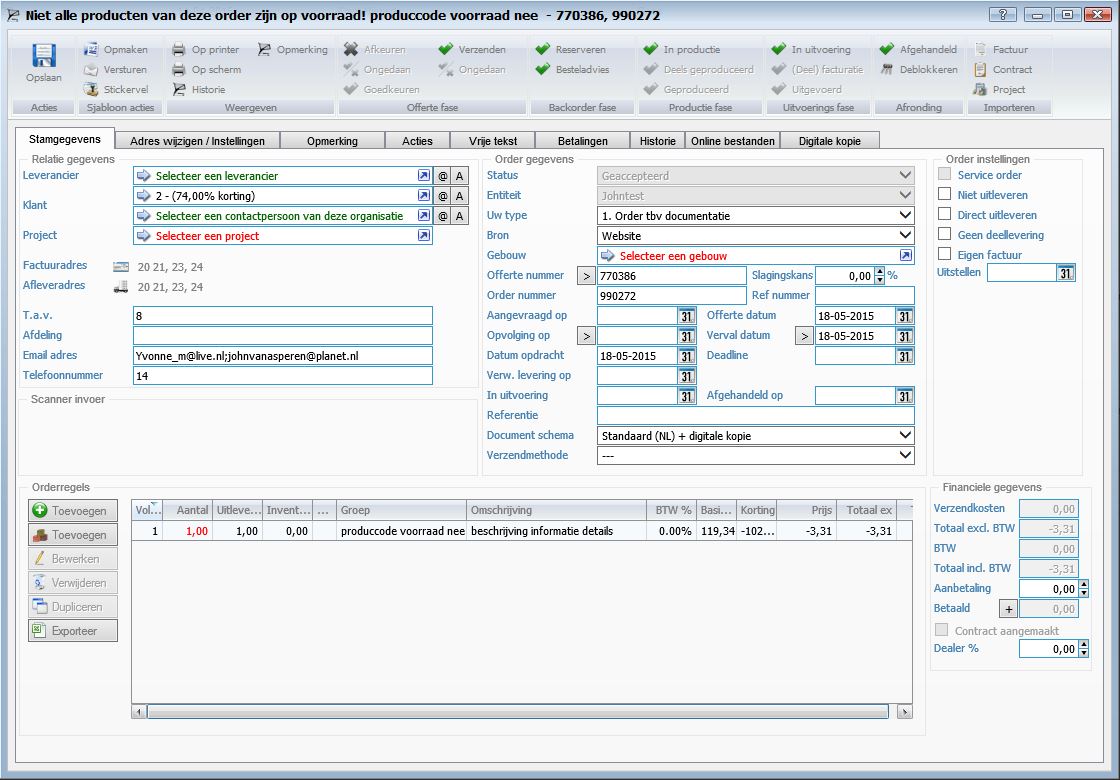 Niet alle producten van deze order zijn op voorraad! produccode voorraad nee - 770386, 990272
?
Opslaan
Acties
Opmaken
Versturen
Stickervel
Sjabloon acties
Op printer
Op scherm
Historie
Opmerking
Weergeven
Afkeuren
Ongedaan
Goedkeuren
Verzenden
Ongedaan
Offerte fase
Reserveren
Besteladvies
Backorder fase
In productie
Deels geproduceerd
Geproduceerd
Productie fase
In uitvoering
(Deel) facturatie
Uitgevoerd
Uitvoerings fase
Afgehandeld
Deblokkeren
Afronding
Factuur
Contract
Project
Importeren
Stamgegevens
Adres wijzigen / Instellingen
Opmerking
Acties
Vrije tekst
Betalingen
Historie
Online bestanden
Digitale kopie
Relatie gegevens
Leverancier Selecteer een leverancier @ A
Klant 2 - (74,00% korting) @ A
Selecteer een contactpersoon van deze organisatie @ A
Project Selecteer een project
Factuuradres 20 21, 23, 24
Afleveradres 20 21, 23, 24
T.a.v. 8
Afdeling
Email adres Yvonne_m@live.nl;johnvanasperen@planet.nl
Telefoonnummer 14
Scanner invoer
Order gegevens
Status Geaccepteerd
Entiteit Johntest
Uw type 1. Order tbv documentatie
Bron Website
Gebouw Selecteer een gebouw
Offerte nummer > 770386 Slagingskans 0,00 %
Order nummer 990272 Ref nummer
Aangevraagd op 31 Offerte datum 18-05-2015 31
Opvolging op > 31 Verval datum > 18-05-2015 31
Datum opdracht 18-05-2015 31 Deadline 31
Verw. levering op 31
In uitvoering 31 Afgehandeld op 31
Referentie
Document schema Standaard (NL) + digitale kopie
Verzendmethode ---
Order instellingen
Service order
Niet uitleveren
Direct uitleveren
Geen deellevering
Eigen factuur
Uitstellen 31
Orderregels
Toevoegen
Toevoegen
Bewerken
Verwijderen
Dupliceren
Exporteer
Vol... Aantal Uitleve... Invent... ... Groep Omschrijving BTW % Basi... Korting Prijs Totaal ex
1 1,00 1,00 0,00 produccode voorraad nee beschrijving informatie details 0.00% 119,34 -102... -3,31 -3,31
Financiele gegevens
Verzendkosten 0,00
Totaal excl. BTW -3,31
BTW 0,00
Totaal incl. BTW -3,31
Aanbetaling 0,00
Betaald + 0,00
Contract aangemaakt
Dealer % 0,00